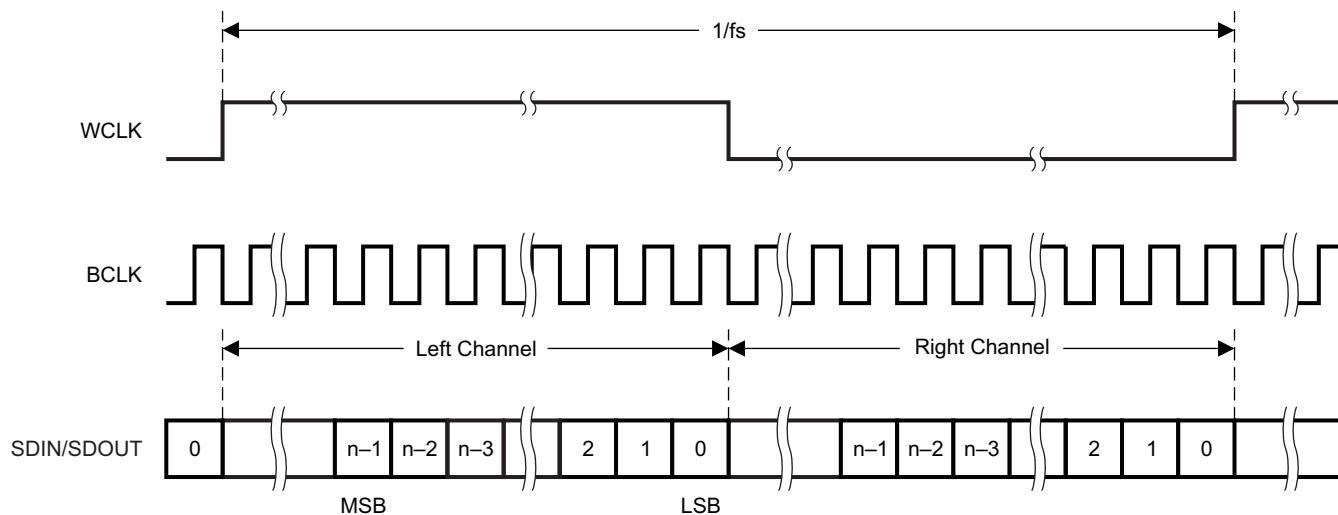 1/fs
WCLK
BCLK
Left Channel
Right Channel
SDIN/SDOUT 0 n–1 n–2 n–3 2 1 0 n–1 n–2 n–3 2 1 0
MSB LSB